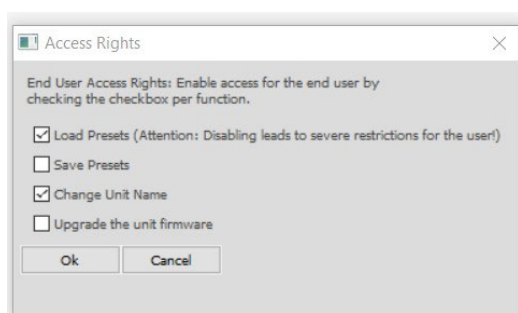 Access Rights
End User Access Rights: Enable access for the end user by
checking the checkbox per function.
Load Presets (Attention: Disabling leads to severe restrictions for the user!)
Save Presets
Change Unit Name
Upgrade the unit firmware
Ok Cancel